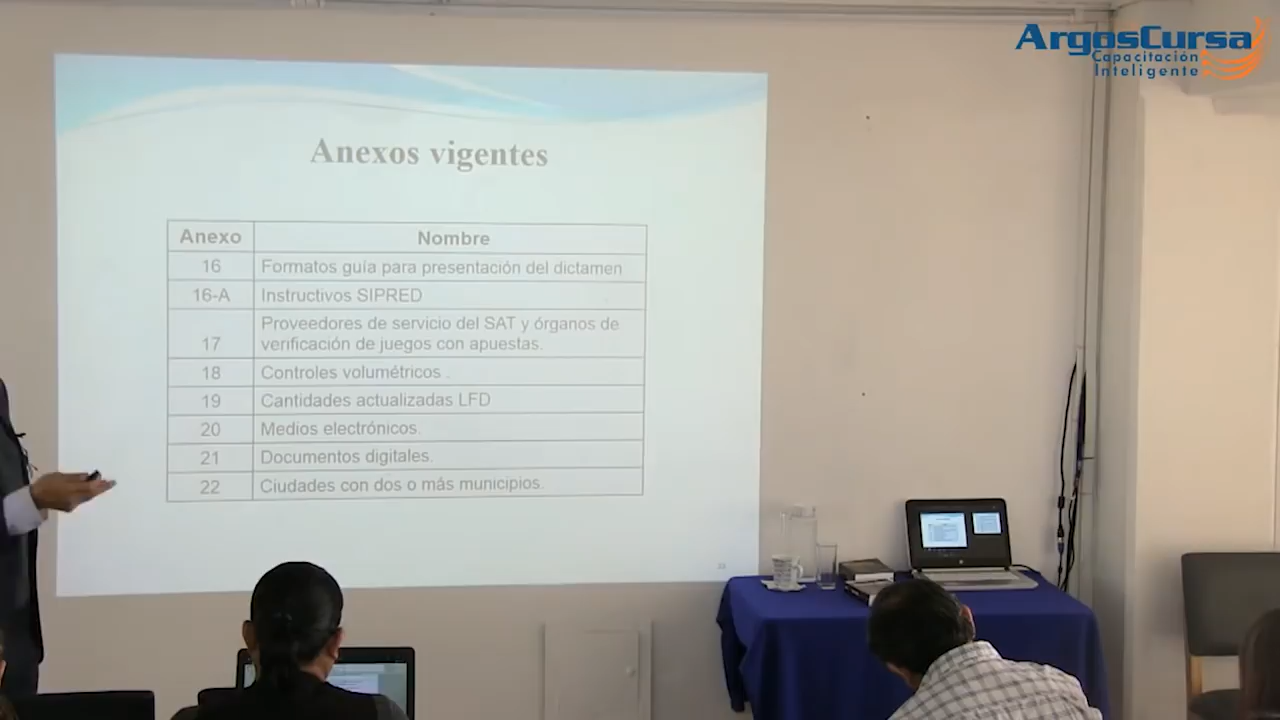 ArgosCursa
Capacitación
Inteligente
Anexos vigentes
Anexo Nombre
16 Formatos guía para presentación del dictamen
16-A Instructivos SIPRED
17 Proveedores de servicio del SAT y órganos de
verificación de juegos con apuestas.
18 Controles volumétricos .
19 Cantidades actualizadas LFD
20 Medios electrónicos.
21 Documentos digitales.
22 Ciudades con dos o más municipios.